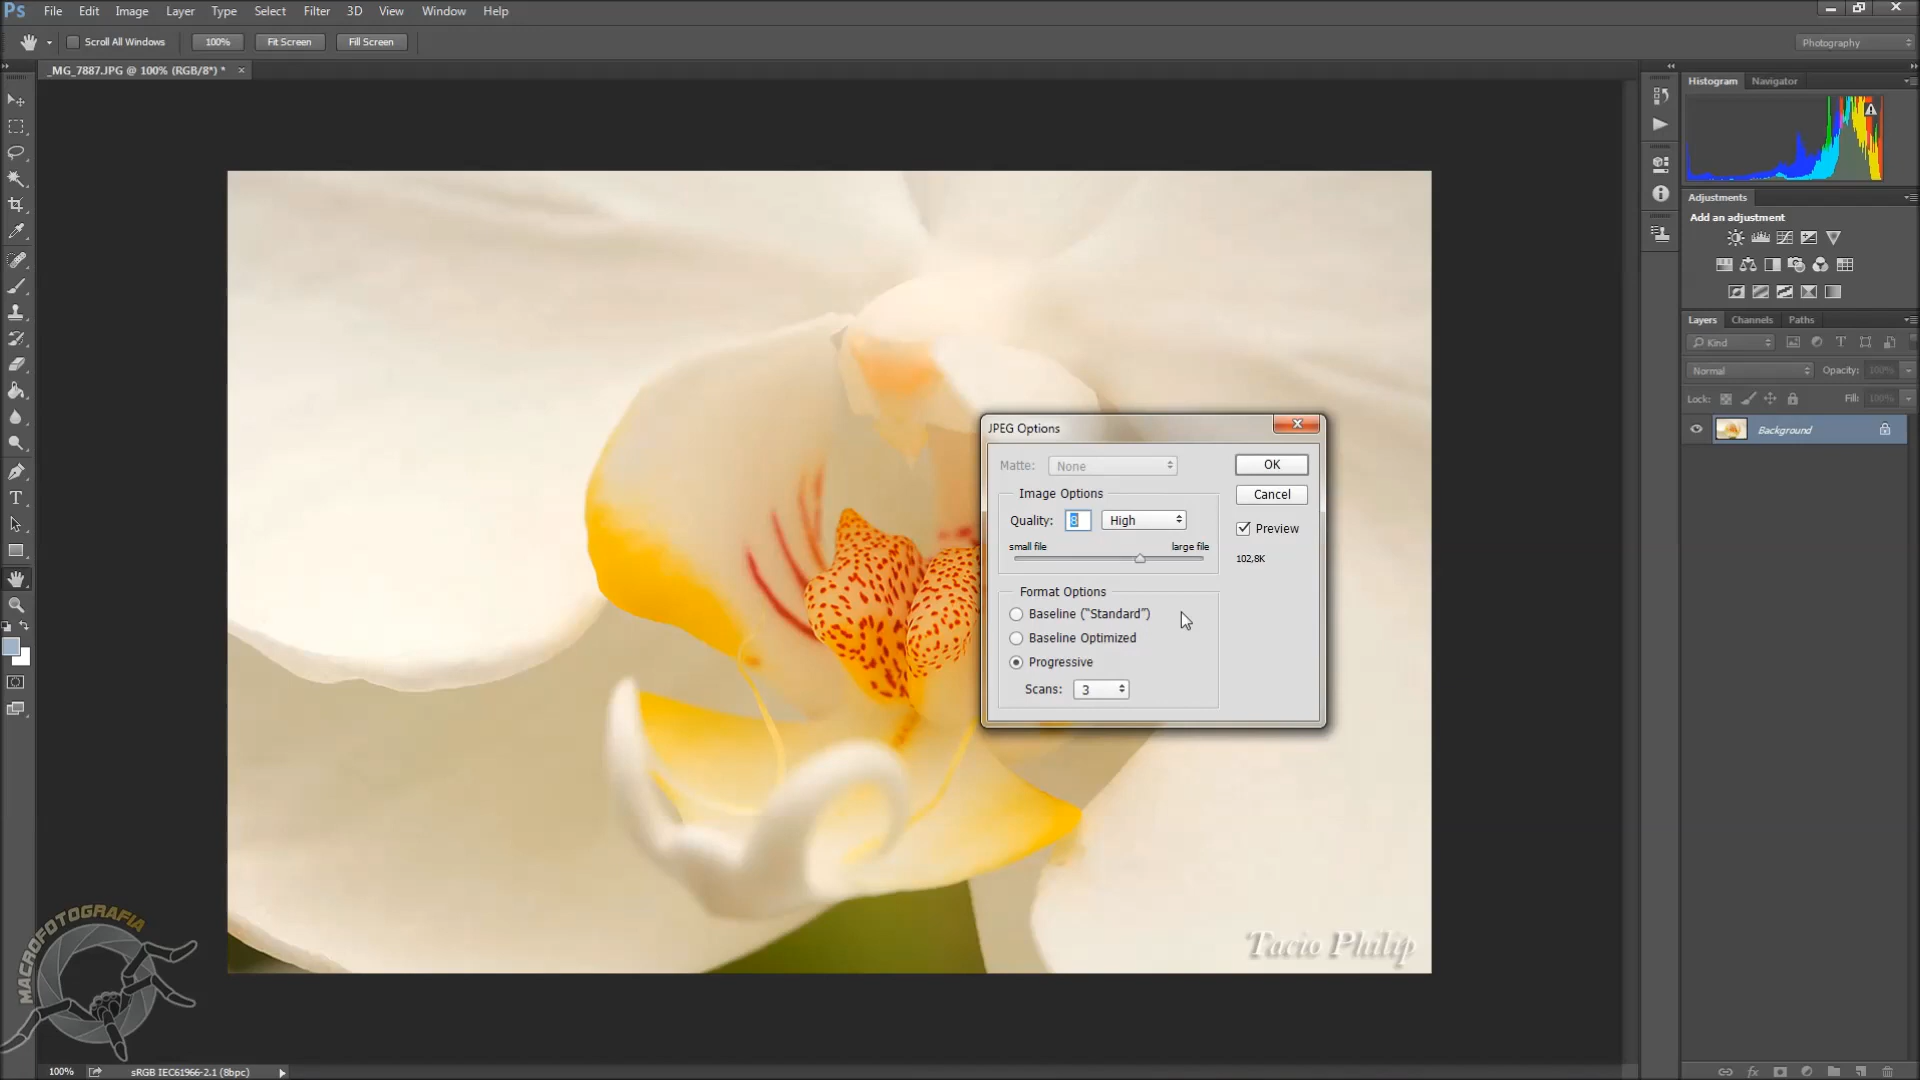 Ps File Edit Image Layer Type Select Filter 3D View Window Help
Scroll All Windows 100% Fit Screen Fill Screen Photography
_MG_7887.JPG @ 100% (RGB/8*) *
Histogram Navigator
Adjustments
Add an adjustment
Layers Channels Paths
Kind
Normal Opacity: 100%
Lock: Fill: 100%
Background
JPEG Options
Matte: None OK
Image Options Cancel
Quality: 8 High Preview
small file large file
102,8K
Format Options
Baseline ("Standard")
Baseline Optimized
Progressive
Scans: 3
Tacio Philip
MACROFOTOGRAFIA
100% sRGB IEC61966-2.1 (8bpc)